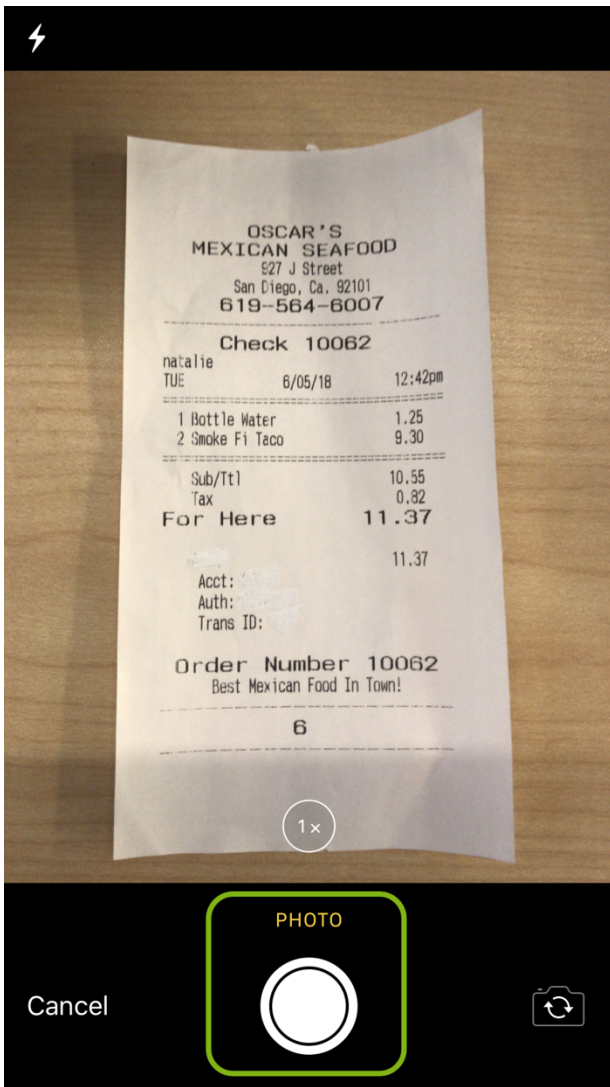 OSCAR'S
MEXICAN SEAFOOD
927 J Street
San Diego, Ca. 92101
619-564-6007
Check 10062
natalie
TUE 6/05/18 12:42pm
1 Bottle Water 1.25
2 Smoke Fi Taco 9.30
Sub/Ttl 10.55
Tax 0.82
For Here 11.37
11.37
Acct:
Auth:
Trans ID:
Order Number 10062
Best Mexican Food In Town!
6
1×
PHOTO
Cancel